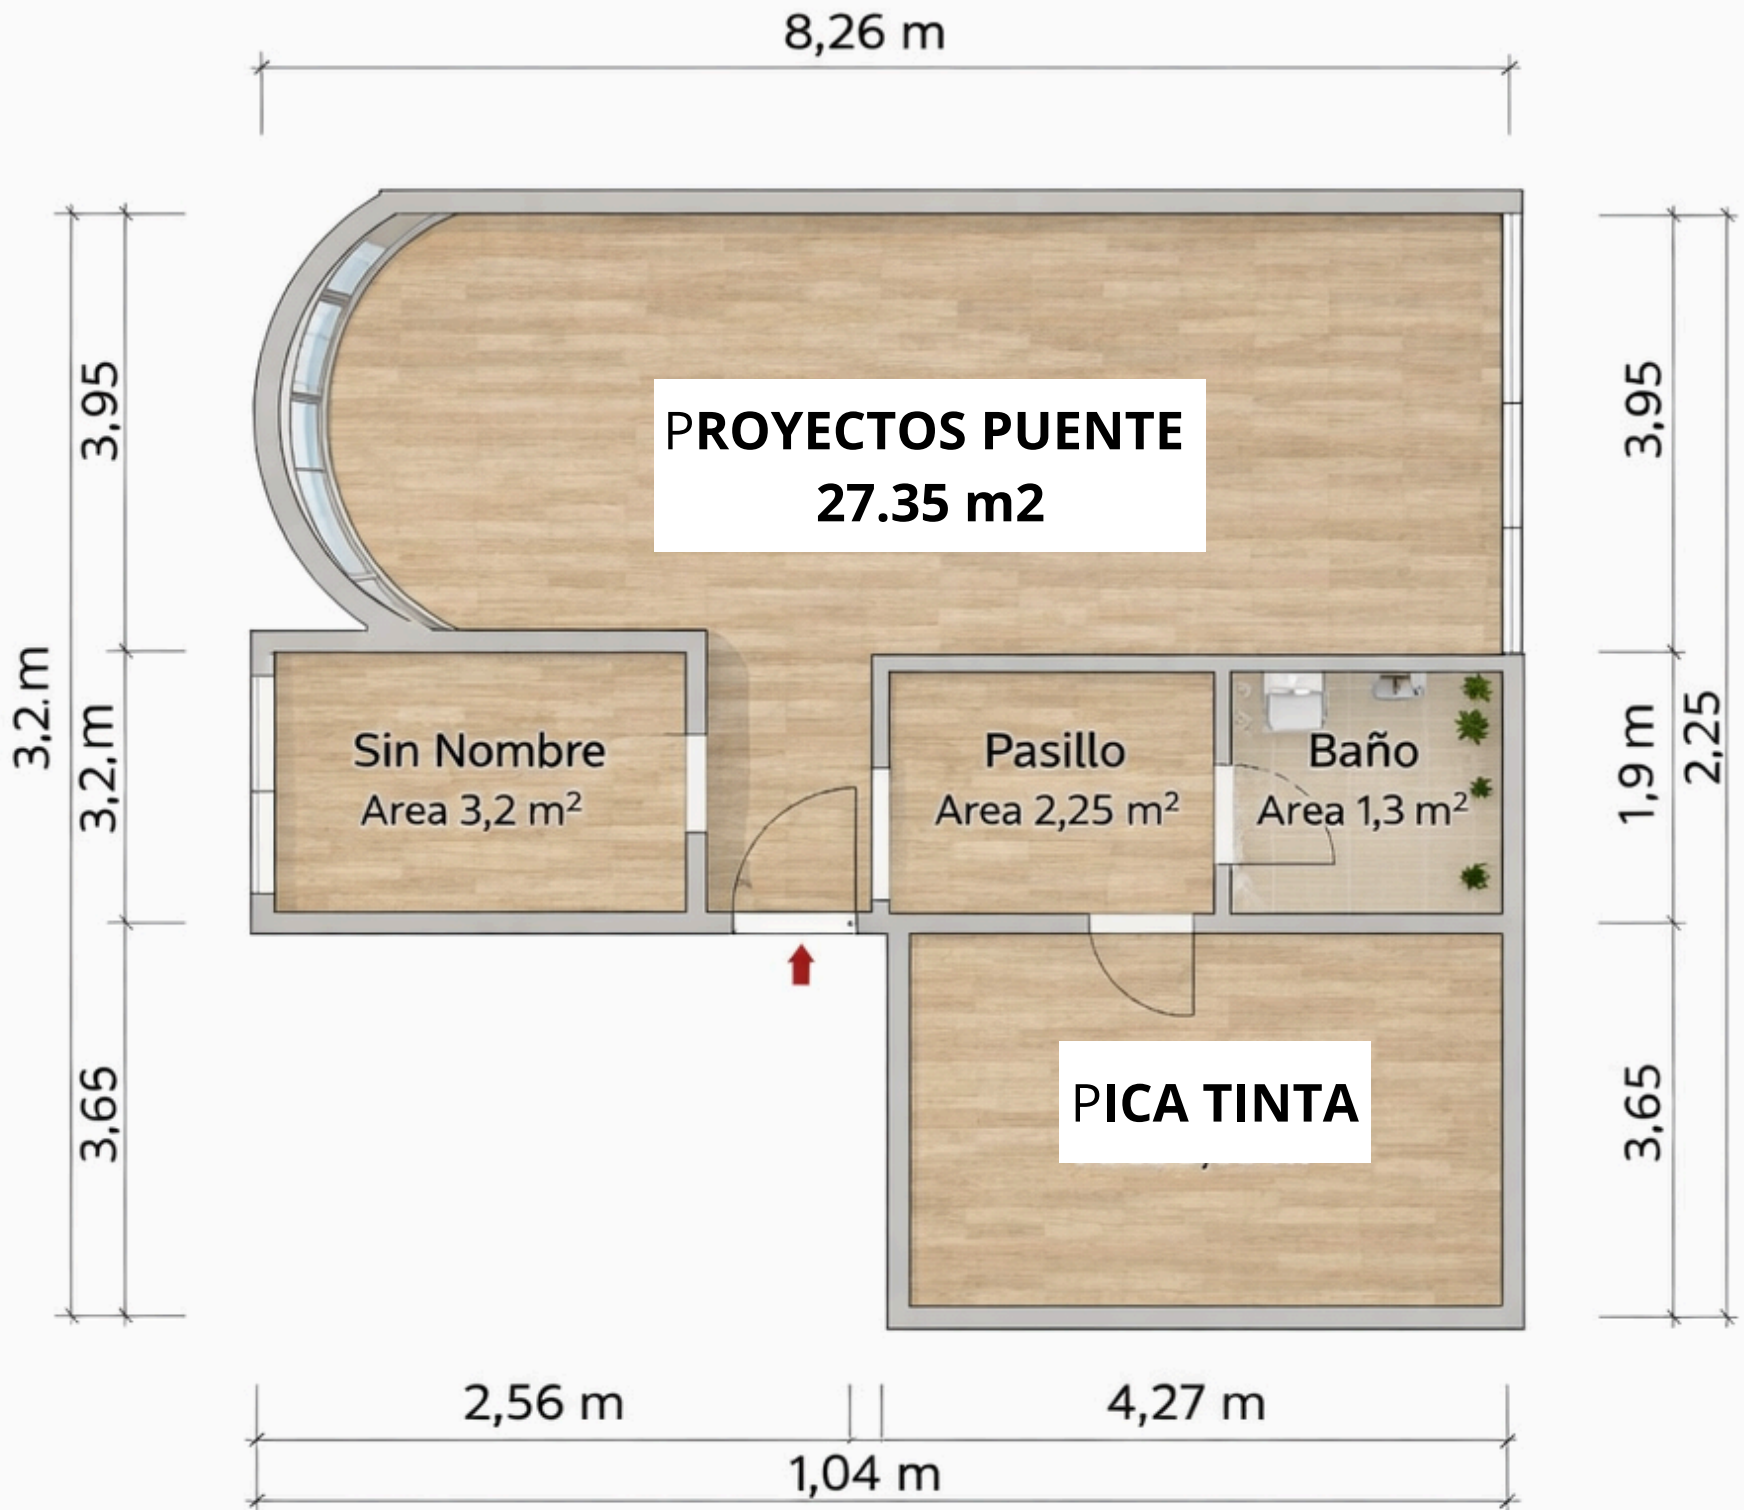 8,26 m
3,95
3,95
PROYECTOS PUENTE
27.35 m2
3,2.m
3,2,m
Sin Nombre
Area 3,2 m²
Pasillo
Area 2,25 m²
Baño
Area 1,3 m²
1,9 m
2,25
3,65
PICA TINTA
3,65
2,56 m
4,27 m
1,04 m